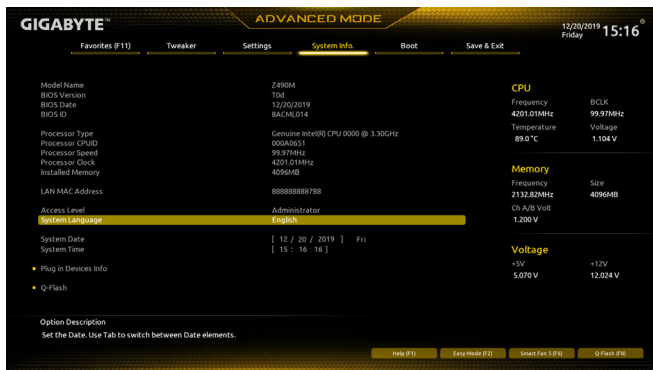 GIGABYTE™
ADVANCED MODE
12/20/2019 Friday 15:16
Favorites (F11) Tweaker Settings System Info. Boot Save & Exit
Model Name Z490M
BIOS Version T0d
BIOS Date 12/20/2019
BIOS ID 8ACML014
Processor Type Genuine Intel(R) CPU 0000 @ 3.30GHz
Processor CPUID 000A0651
Processor Speed 99.97MHz
Processor Clock 4201.01MHz
Installed Memory 4096MB
LAN MAC Address 888888888788
Access Level Administrator
System Language English
System Date [ 12 / 20 / 2019 ] Fri
System Time [ 15 : 16 : 16 ]
Plug in Devices Info
Q-Flash
CPU
Frequency BCLK
4201.01MHz 99.97MHz
Temperature Voltage
89.0 °C 1.104 V
Memory
Frequency Size
2132.82MHz 4096MB
Ch A/B Volt
1.200 V
Voltage
+5V +12V
5.070 V 12.024 V
Option Description
Set the Date. Use Tab to switch between Date elements.
Help (F1) Easy Mode (F2) Smart Fan 5 (F6) Q-Flash (F8)